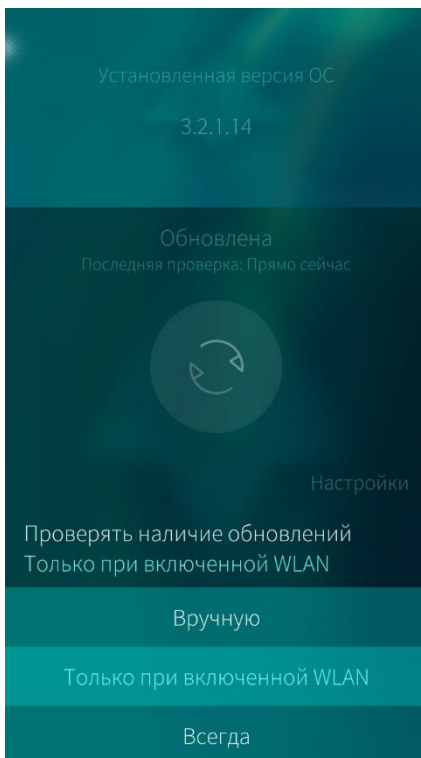 Установленная версия ОС
3.2.1.14
Обновлена
Последняя проверка: Прямо сейчас
Настройки
Проверять наличие обновлений
Только при включенной WLAN
Вручную
Только при включенной WLAN
Всегда